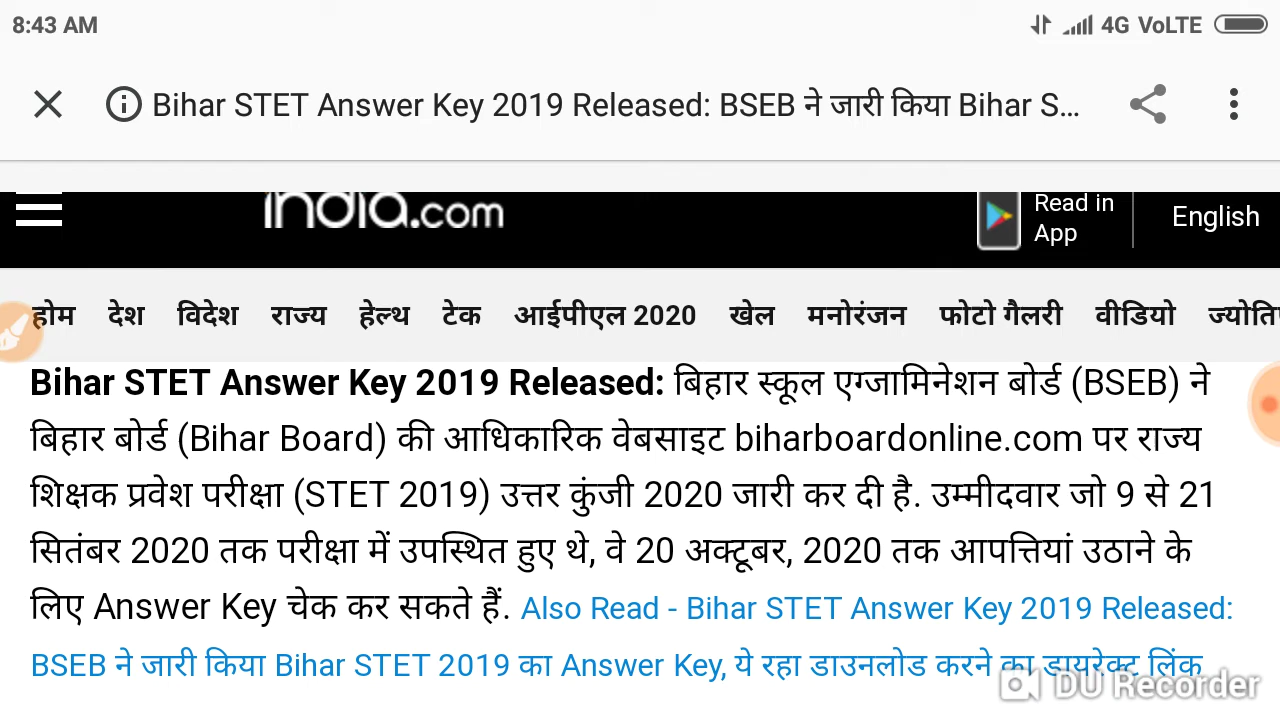 8:43 AM
4G VoLTE
Bihar STET Answer Key 2019 Released: BSEB ने जारी किया Bihar S...
india.com
Read in
App
English
होम देश विदेश राज्य हेल्थ टेक आईपीएल 2020 खेल मनोरंजन फोटो गैलरी वीडियो
Bihar STET Answer Key 2019 Released: बिहार स्कूल एग्जामिनेशन बोर्ड (BSEB) ने
बिहार बोर्ड (Bihar Board) की आधिकारिक वेबसाइट biharboardonline.com पर राज्य
शिक्षक प्रवेश परीक्षा (STET 2019) उत्तर कुंजी 2020 जारी कर दी है. उम्मीदवार जो 9 से 21
सितंबर 2020 तक परीक्षा में उपस्थित हुए थे, वे 20 अक्टूबर, 2020 तक आपत्तियां उठाने के
लिए Answer Key चेक कर सकते हैं. Also Read - Bihar STET Answer Key 2019 Released:
BSEB ने जारी किया Bihar STET 2019 का Answer Key, ये रहा डाउनलोड करने का डायरेक्ट लिंक
DU Recorder